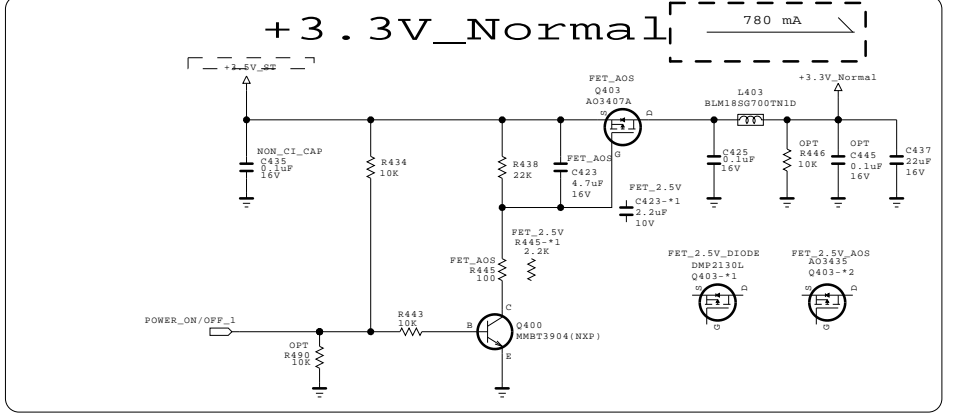 +3.3V_Normal
780 mA
+3.5V_ST
FET_AOS
Q403
AO3407A
S
D
G
L403
BLM18SG700TN1D
+3.3V_Normal
NON_CI_CAP
C435
0.1uF
16V
R434
10K
R438
22K
FET_AOS
C423
4.7uF
16V
FET_2.5V
C423-*1
2.2uF
10V
C425
0.1uF
16V
OPT
R446
10K
OPT
C445
0.1uF
16V
C437
22uF
16V
FET_2.5V
R445-*1
2.2K
FET_AOS
R445
100
FET_2.5V_DIODE
DMP2130L
Q403-*1
S
D
G
FET_2.5V_AOS
AO3435
Q403-*2
S
D
G
POWER_ON/OFF_1
OPT
R490
10K
R443
10K
B
C
E
Q400
MMBT3904(NXP)